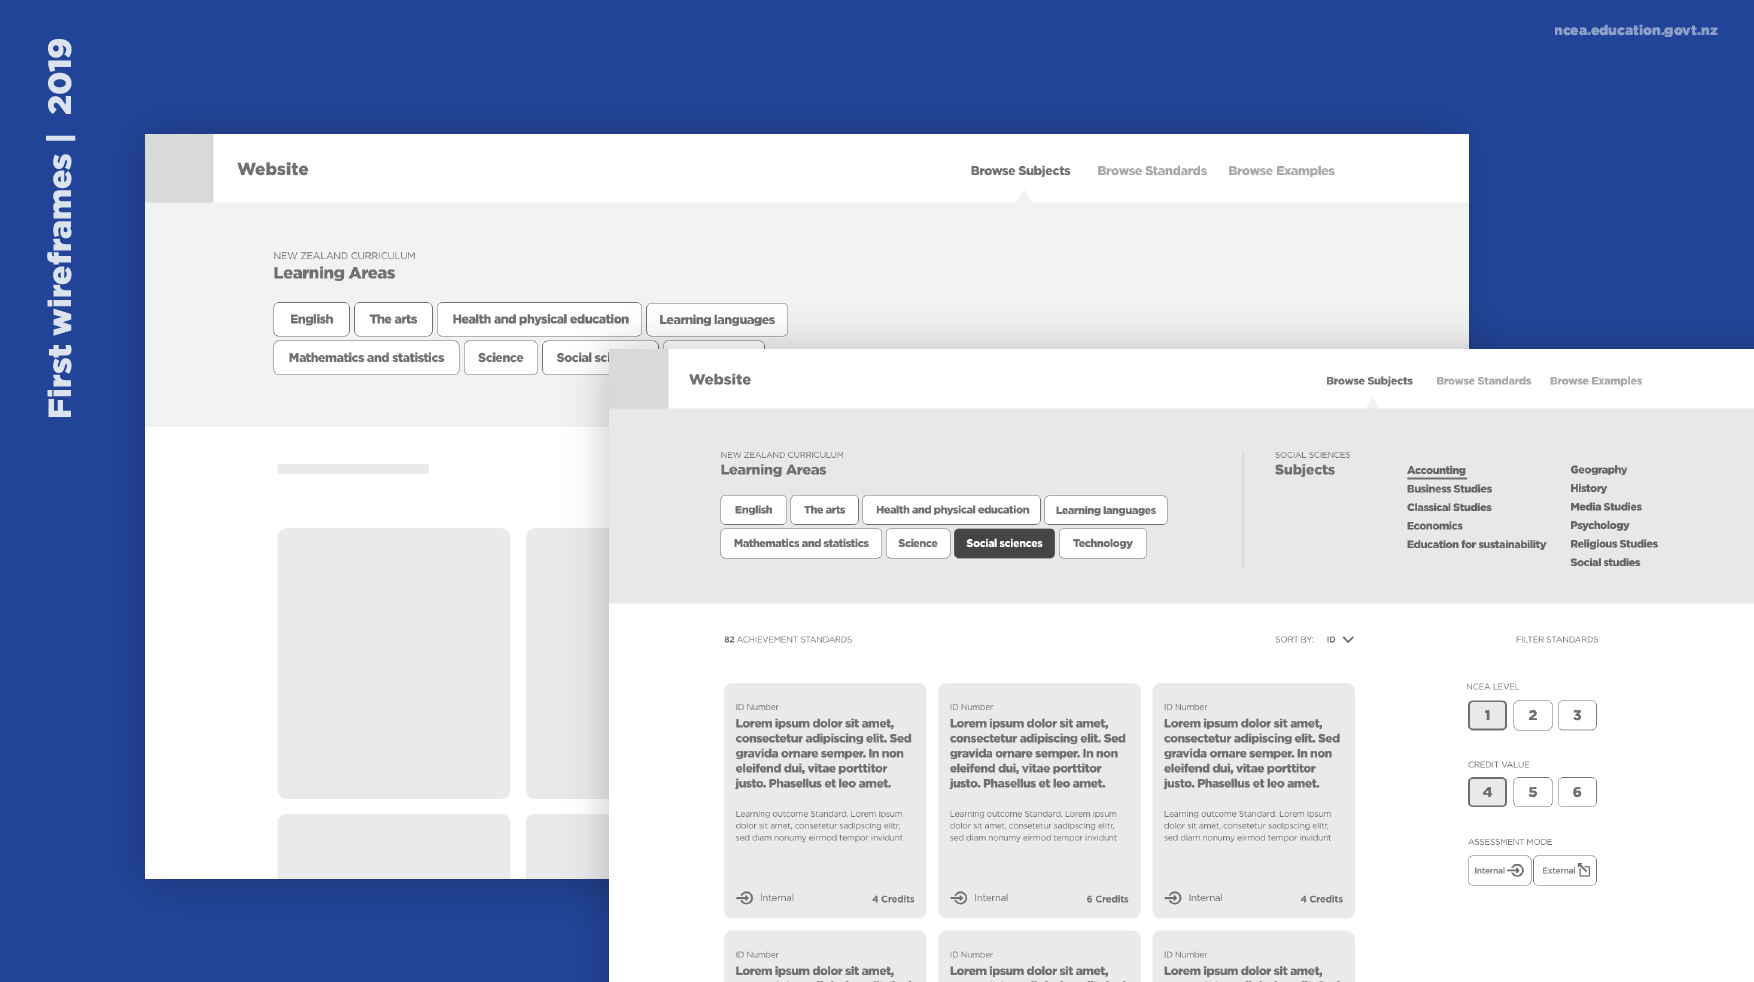 ncea.education.govt.nz
First wireframes | 2019
Website
Browse Subjects Browse Standards Browse Examples
NEW ZEALAND CURRICULUM
Learning Areas
English The arts Health and physical education Learning languages
Mathematics and statistics Science Social sci
Website
Browse Subjects Browse Standards Browse Examples
NEW ZEALAND CURRICULUM
Learning Areas
English The arts Health and physical education Learning languages
Mathematics and statistics Science Social sciences Technology
SOCIAL SCIENCES
Subjects
Accounting
Business Studies
Classical Studies
Economics
Education for sustainability
Geography
History
Media Studies
Psychology
Religious Studies
Social studies
82 ACHIEVEMENT STANDARDS
SORT BY: ID
FILTER STANDARDS
ID Number
Lorem ipsum dolor sit amet,
consectetur adipiscing elit. Sed
gravida ornare semper. In non
eleifend dui, vitae porttitor
justo. Phasellus et leo amet.
Learning outcome Standard. Lorem ipsum
dolor sit amet, consetetur sadipscing elitr,
sed diam nonumy eirmod tempor invidunt
Internal 4 Credits
ID Number
Lorem ipsum dolor sit amet,
consectetur adipiscing elit. Sed
gravida ornare semper. In non
eleifend dui, vitae porttitor
justo. Phasellus et leo amet.
Learning outcome Standard. Lorem ipsum
dolor sit amet, consetetur sadipscing elitr,
sed diam nonumy eirmod tempor invidunt
Internal 6 Credits
ID Number
Lorem ipsum dolor sit amet,
consectetur adipiscing elit. Sed
gravida ornare semper. In non
eleifend dui, vitae porttitor
justo. Phasellus et leo amet.
Learning outcome Standard. Lorem ipsum
dolor sit amet, consetetur sadipscing elitr,
sed diam nonumy eirmod tempor invidunt
Internal 4 Credits
NCEA LEVEL
1 2 3
CREDIT VALUE
4 5 6
ASSESSMENT MODE
Internal External
ID Number
Lorem ipsum dolor sit amet,
ID Number
Lorem ipsum dolor sit amet,
ID Number
Lorem ipsum dolor sit amet,